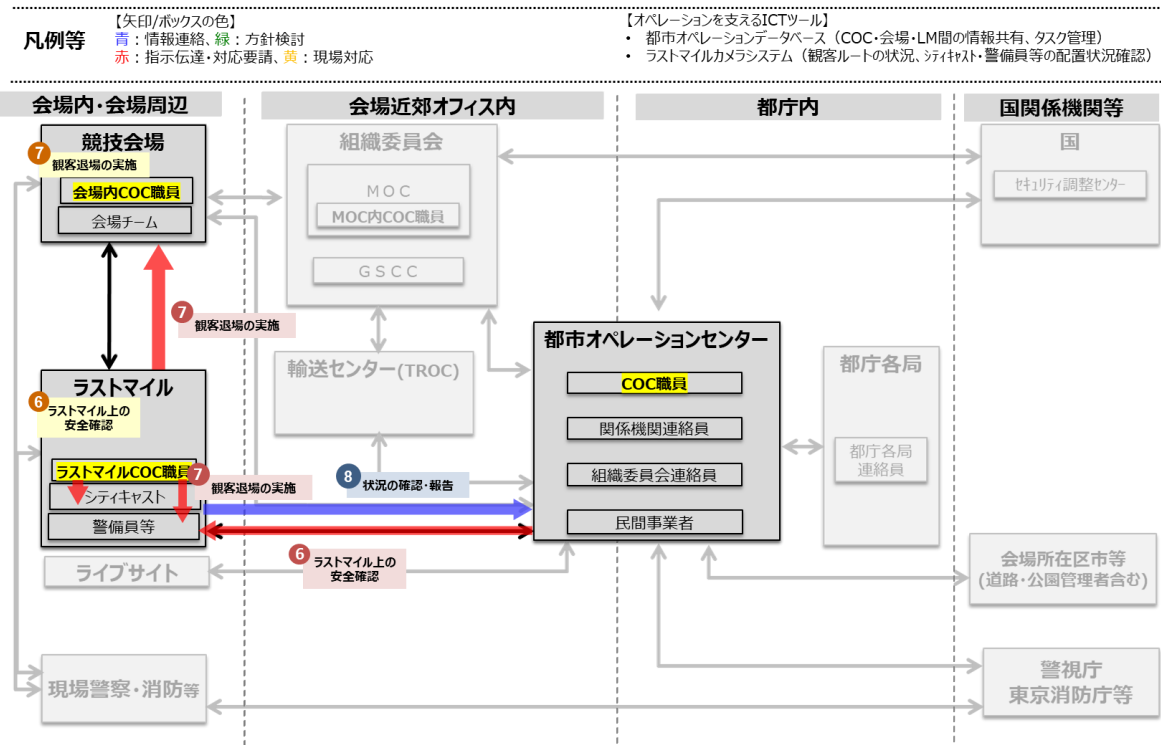 凡例等
【矢印/ボックスの色】
青：情報連絡、緑：方針検討
赤：指示伝達・対応要請、黄：現場対応
【オペレーションを支えるICTツール】
• 都市オペレーションデータベース（COC・会場・LM間の情報共有、タスク管理）
• ラストマイルカメラシステム（観客ルートの状況、シティキャスト・警備員等の配置状況確認）
会場内・会場周辺
会場近郊オフィス内
都庁内
国関係機関等
競技会場
7
観客退場の実施
会場内COC職員
会場チーム
組織委員会
MOC
MOC内COC職員
GSCC
国
セキュリティ調整センター
7
観客退場の実施
輸送センター(TROC)
都市オペレーションセンター
COC職員
関係機関連絡員
組織委員会連絡員
民間事業者
都庁各局
都庁各局
連絡員
ラストマイル
6
ラストマイル上の
安全確認
ラストマイルCOC職員
シティキャスト
警備員等
7
観客退場の実施
8
状況の確認・報告
6
ラストマイル上の
安全確認
ライブサイト
会場所在区市等
(道路・公園管理者含む)
現場警察・消防等
警視庁
東京消防庁等